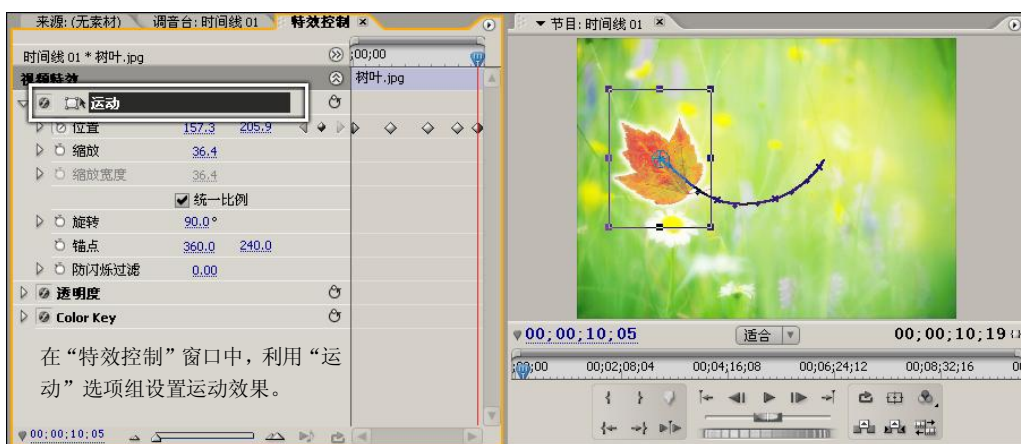 来源: (无素材)
调音台: 时间线 01
特效控制
节目: 时间线 01
时间线 01 * 树叶.jpg
;00;00
视频特效
树叶.jpg
运动
位置 157.3 205.9
缩放 36.4
缩放宽度 36.4
统一比例
旋转 90.0°
锚点 360.0 240.0
防闪烁过滤 0.00
透明度
Color Key
在“特效控制”窗口中，利用“运
动”选项组设置运动效果。
00;00;10;05
00;00;10;05
适合
00;00;10;19
;00;00 00;02;08;04 00;04;16;08 00;06;24;12 00;08;32;16